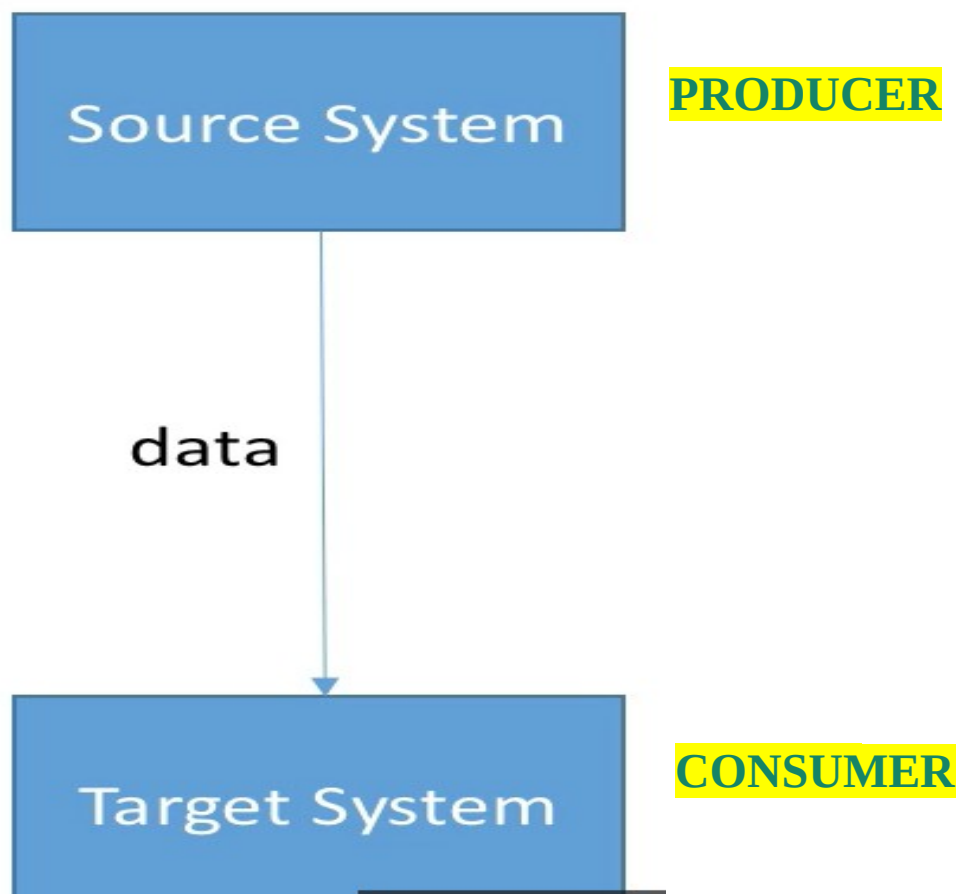 Source System
PRODUCER
data
Target System
CONSUMER